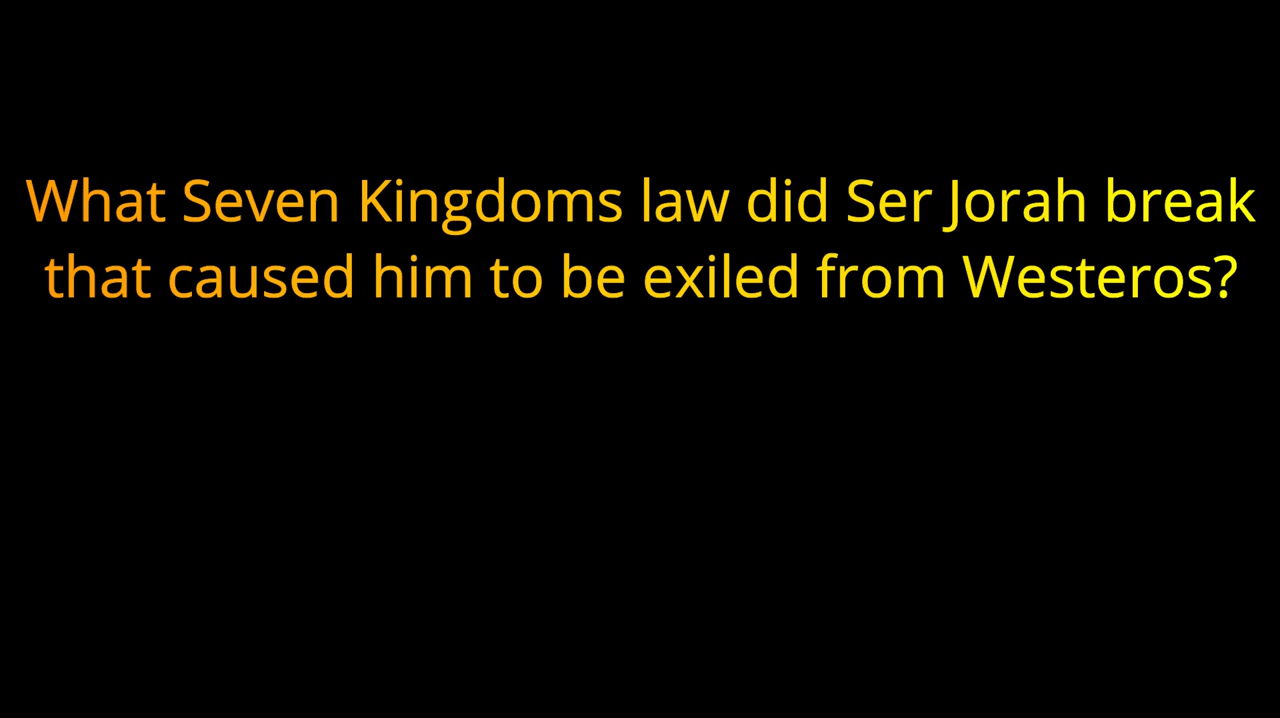 What Seven Kingdoms law did Ser Jorah break
that caused him to be exiled from Westeros?